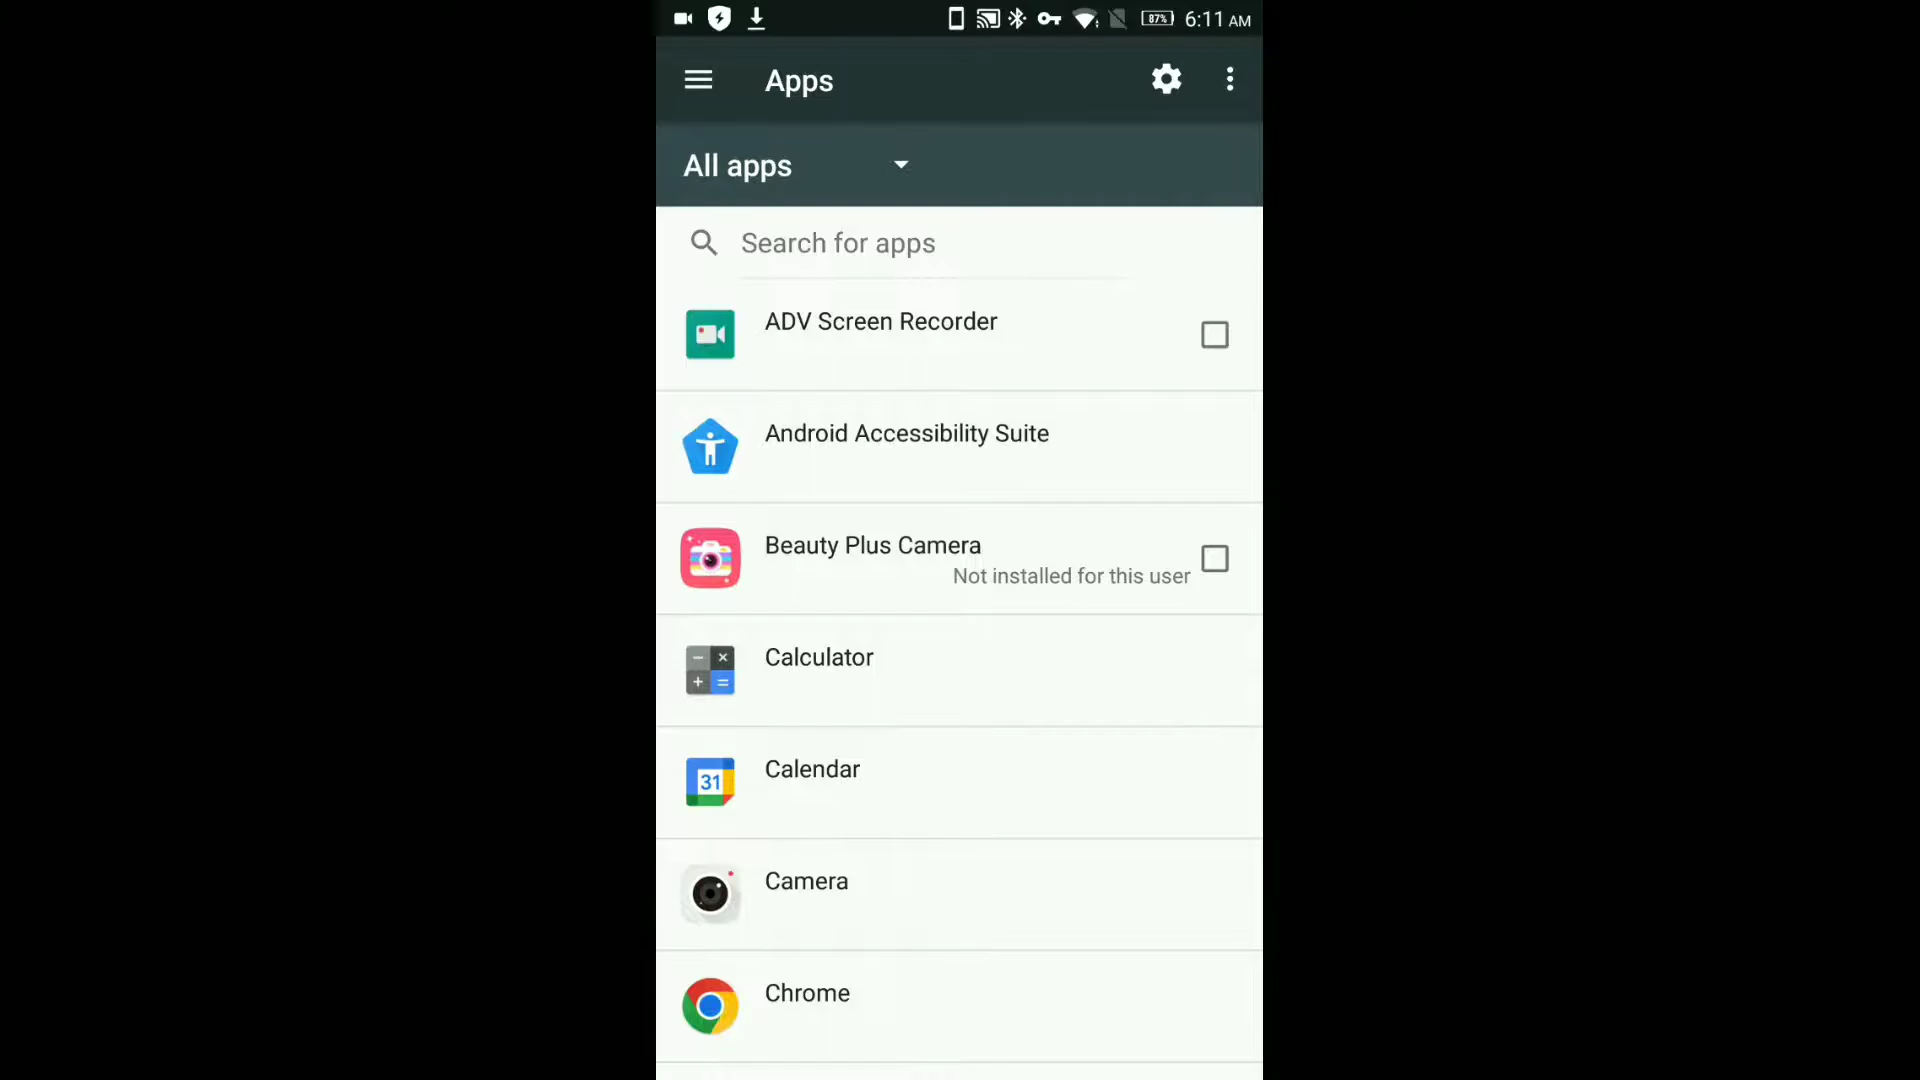 87% 6:11 AM
Apps
All apps
Search for apps
ADV Screen Recorder
Android Accessibility Suite
Beauty Plus Camera
Not installed for this user
Calculator
31
Calendar
Camera
Chrome